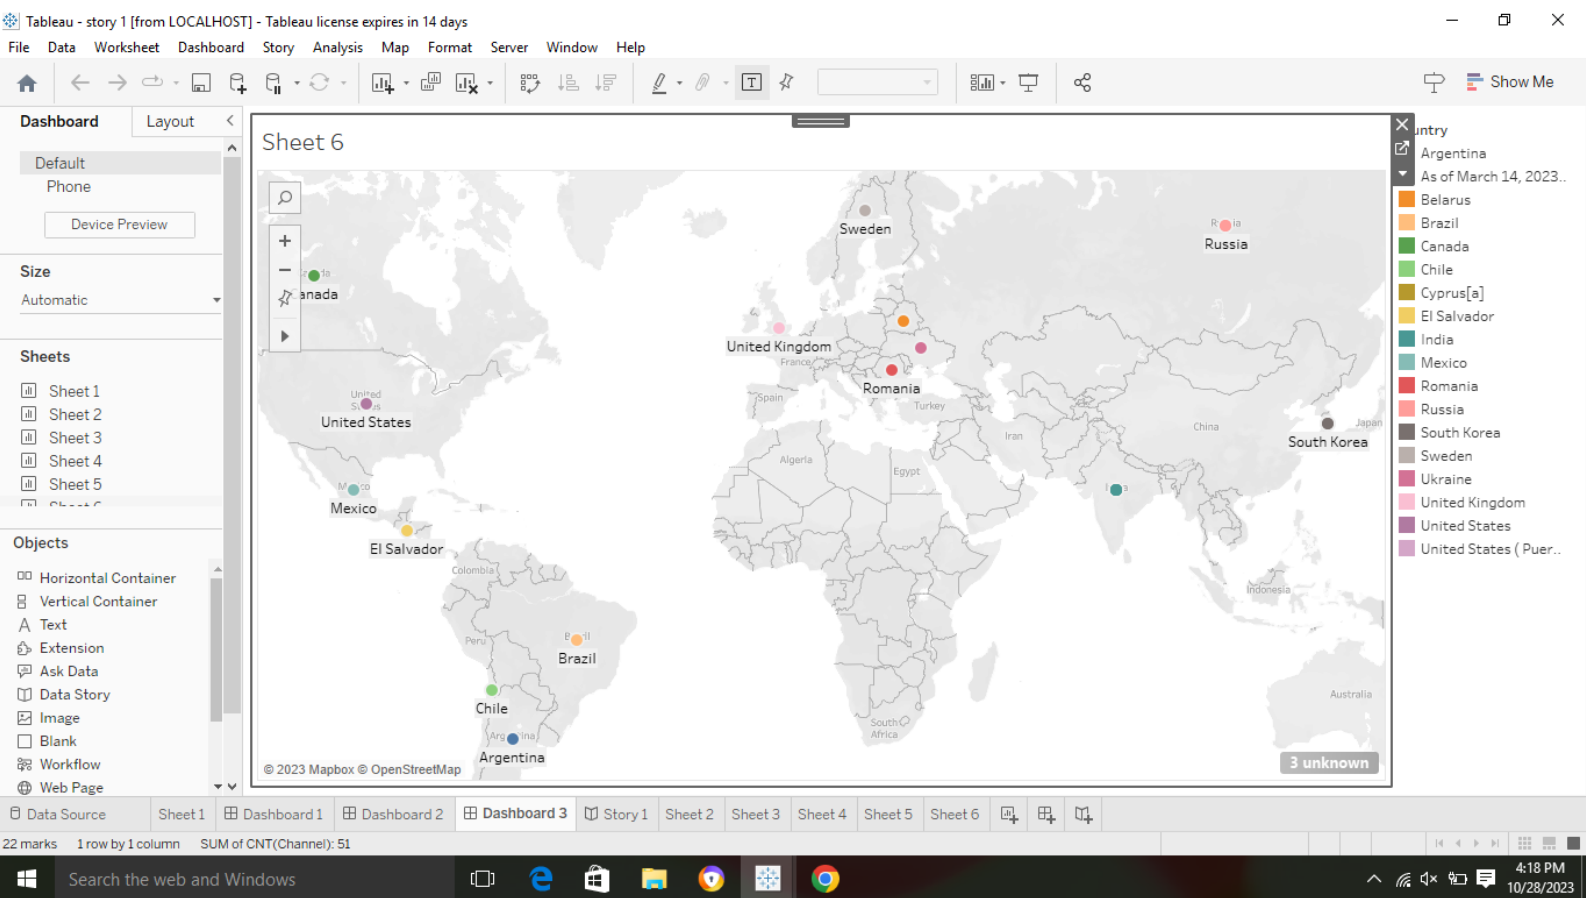 Tableau - story 1 [from LOCALHOST] - Tableau license expires in 14 days
File Data Worksheet Dashboard Story Analysis Map Format Server Window Help
Show Me
Dashboard Layout
Default
Phone
Device Preview
Size
Automatic
Sheets
Sheet 1
Sheet 2
Sheet 3
Sheet 4
Sheet 5
Objects
Horizontal Container
Vertical Container
Text
Extension
Ask Data
Data Story
Image
Blank
Workflow
Web Page
Sheet 6
Sweden
Russia
anada
United Kingdom
France
Romania
Spain
Turkey
United
United States
China
Japan
South Korea
Iran
Algeria
Egypt
Mexico
El Salvador
Colombia
Indonesia
Peru
Brazil
Chile
Australia
South
Africa
Argentina
© 2023 Mapbox © OpenStreetMap
3 unknown
untry
Argentina
As of March 14, 2023..
Belarus
Brazil
Canada
Chile
Cyprus[a]
El Salvador
India
Mexico
Romania
Russia
South Korea
Sweden
Ukraine
United Kingdom
United States
United States ( Puer..
Data Source Sheet 1 Dashboard 1 Dashboard 2 Dashboard 3 Story 1 Sheet 2 Sheet 3 Sheet 4 Sheet 5 Sheet 6
22 marks 1 row by 1 column SUM of CNT(Channel): 51
Search the web and Windows
4:18 PM
10/28/2023